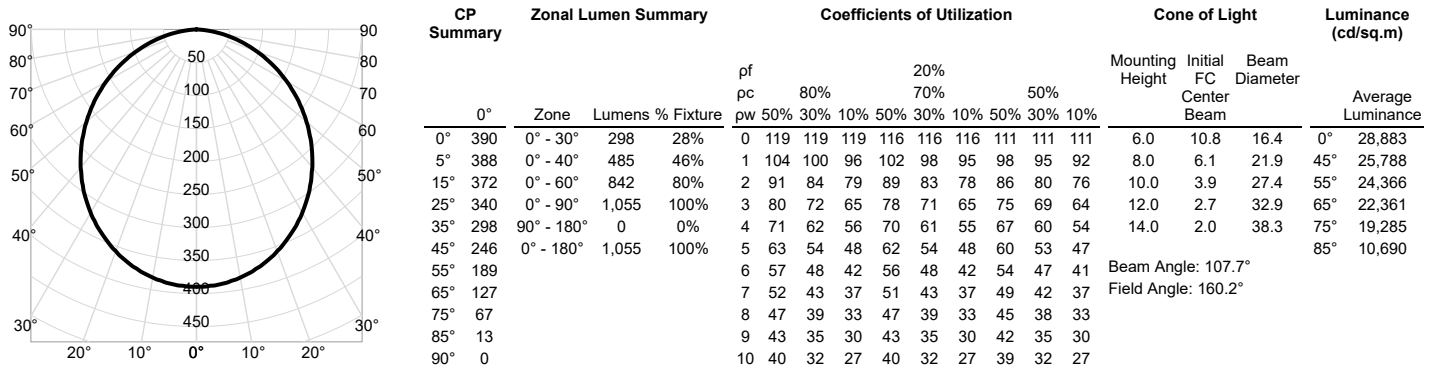 90° 90
80° 80
70° 70°
60° 60°
50° 50°
40° 40°
30° 30°
20° 10° 0° 10° 20°
50
100
150
200
250
300
350
400
450
CP Summary
0°
0° 390
5° 388
15° 372
25° 340
35° 298
45° 246
55° 189
65° 127
75° 67
85° 13
90° 0
Zonal Lumen Summary
Zone Lumens % Fixture
0° - 30° 298 28%
0° - 40° 485 46%
0° - 60° 842 80%
0° - 90° 1,055 100%
90° - 180° 0 0%
0° - 180° 1,055 100%
Coefficients of Utilization
ρf 20%
ρc 80% 70% 50%
ρw 50% 30% 10% 50% 30% 10% 50% 30% 10%
0 119 119 119 116 116 116 111 111 111
1 104 100 96 102 98 95 98 95 92
2 91 84 79 89 83 78 86 80 76
3 80 72 65 78 71 65 75 69 64
4 71 62 56 70 61 55 67 60 54
5 63 54 48 62 54 48 60 53 47
6 57 48 42 56 48 42 54 47 41
7 52 43 37 51 43 37 49 42 37
8 47 39 33 47 39 33 45 38 33
9 43 35 30 43 35 30 42 35 30
10 40 32 27 40 32 27 39 32 27
Cone of Light
Mounting Height Initial FC Center Beam Beam Diameter
6.0 10.8 16.4
8.0 6.1 21.9
10.0 3.9 27.4
12.0 2.7 32.9
14.0 2.0 38.3
Beam Angle: 107.7°
Field Angle: 160.2°
Luminance
(cd/sq.m)
Average
Luminance
0° 28,883
45° 25,788
55° 24,366
65° 22,361
75° 19,285
85° 10,690